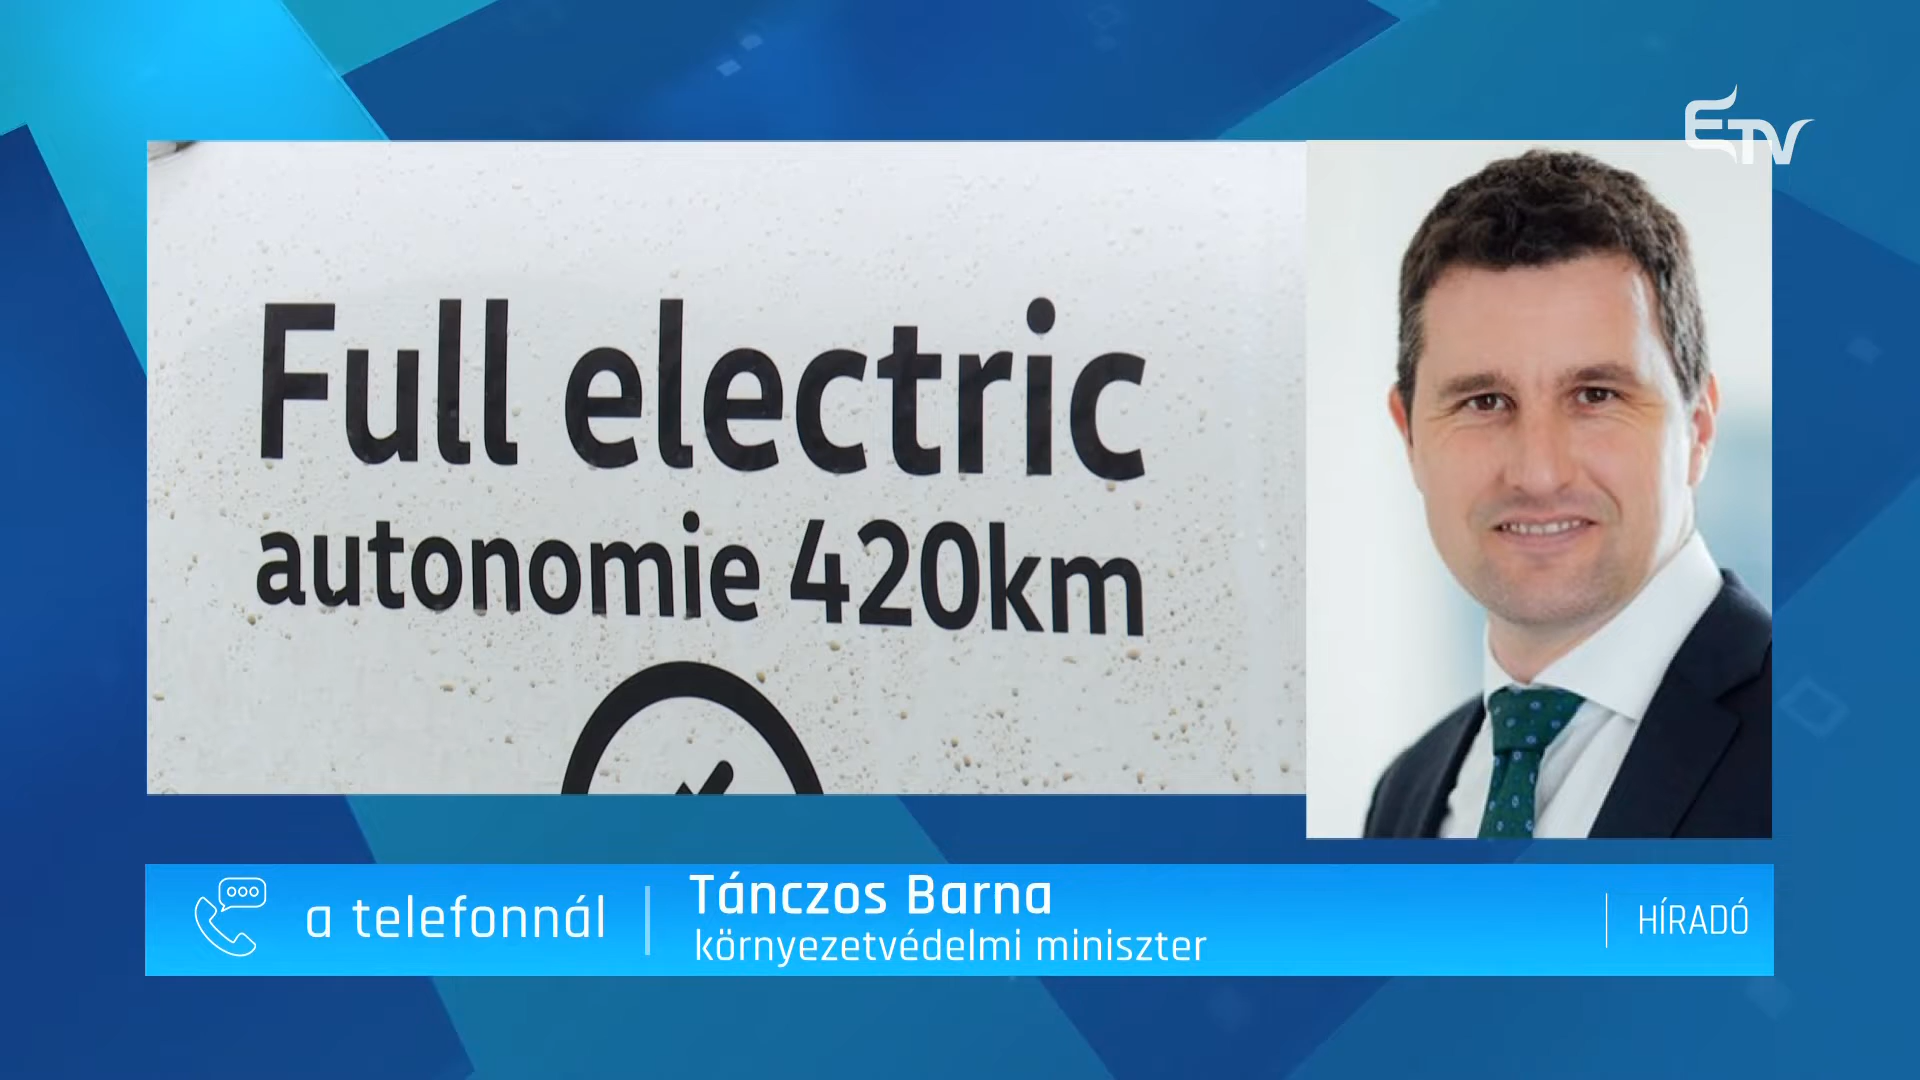 ETV
Full electric
autonomie 420km
a telefonnál
Tánczos Barna
környezetvédelmi miniszter
HÍRADÓ